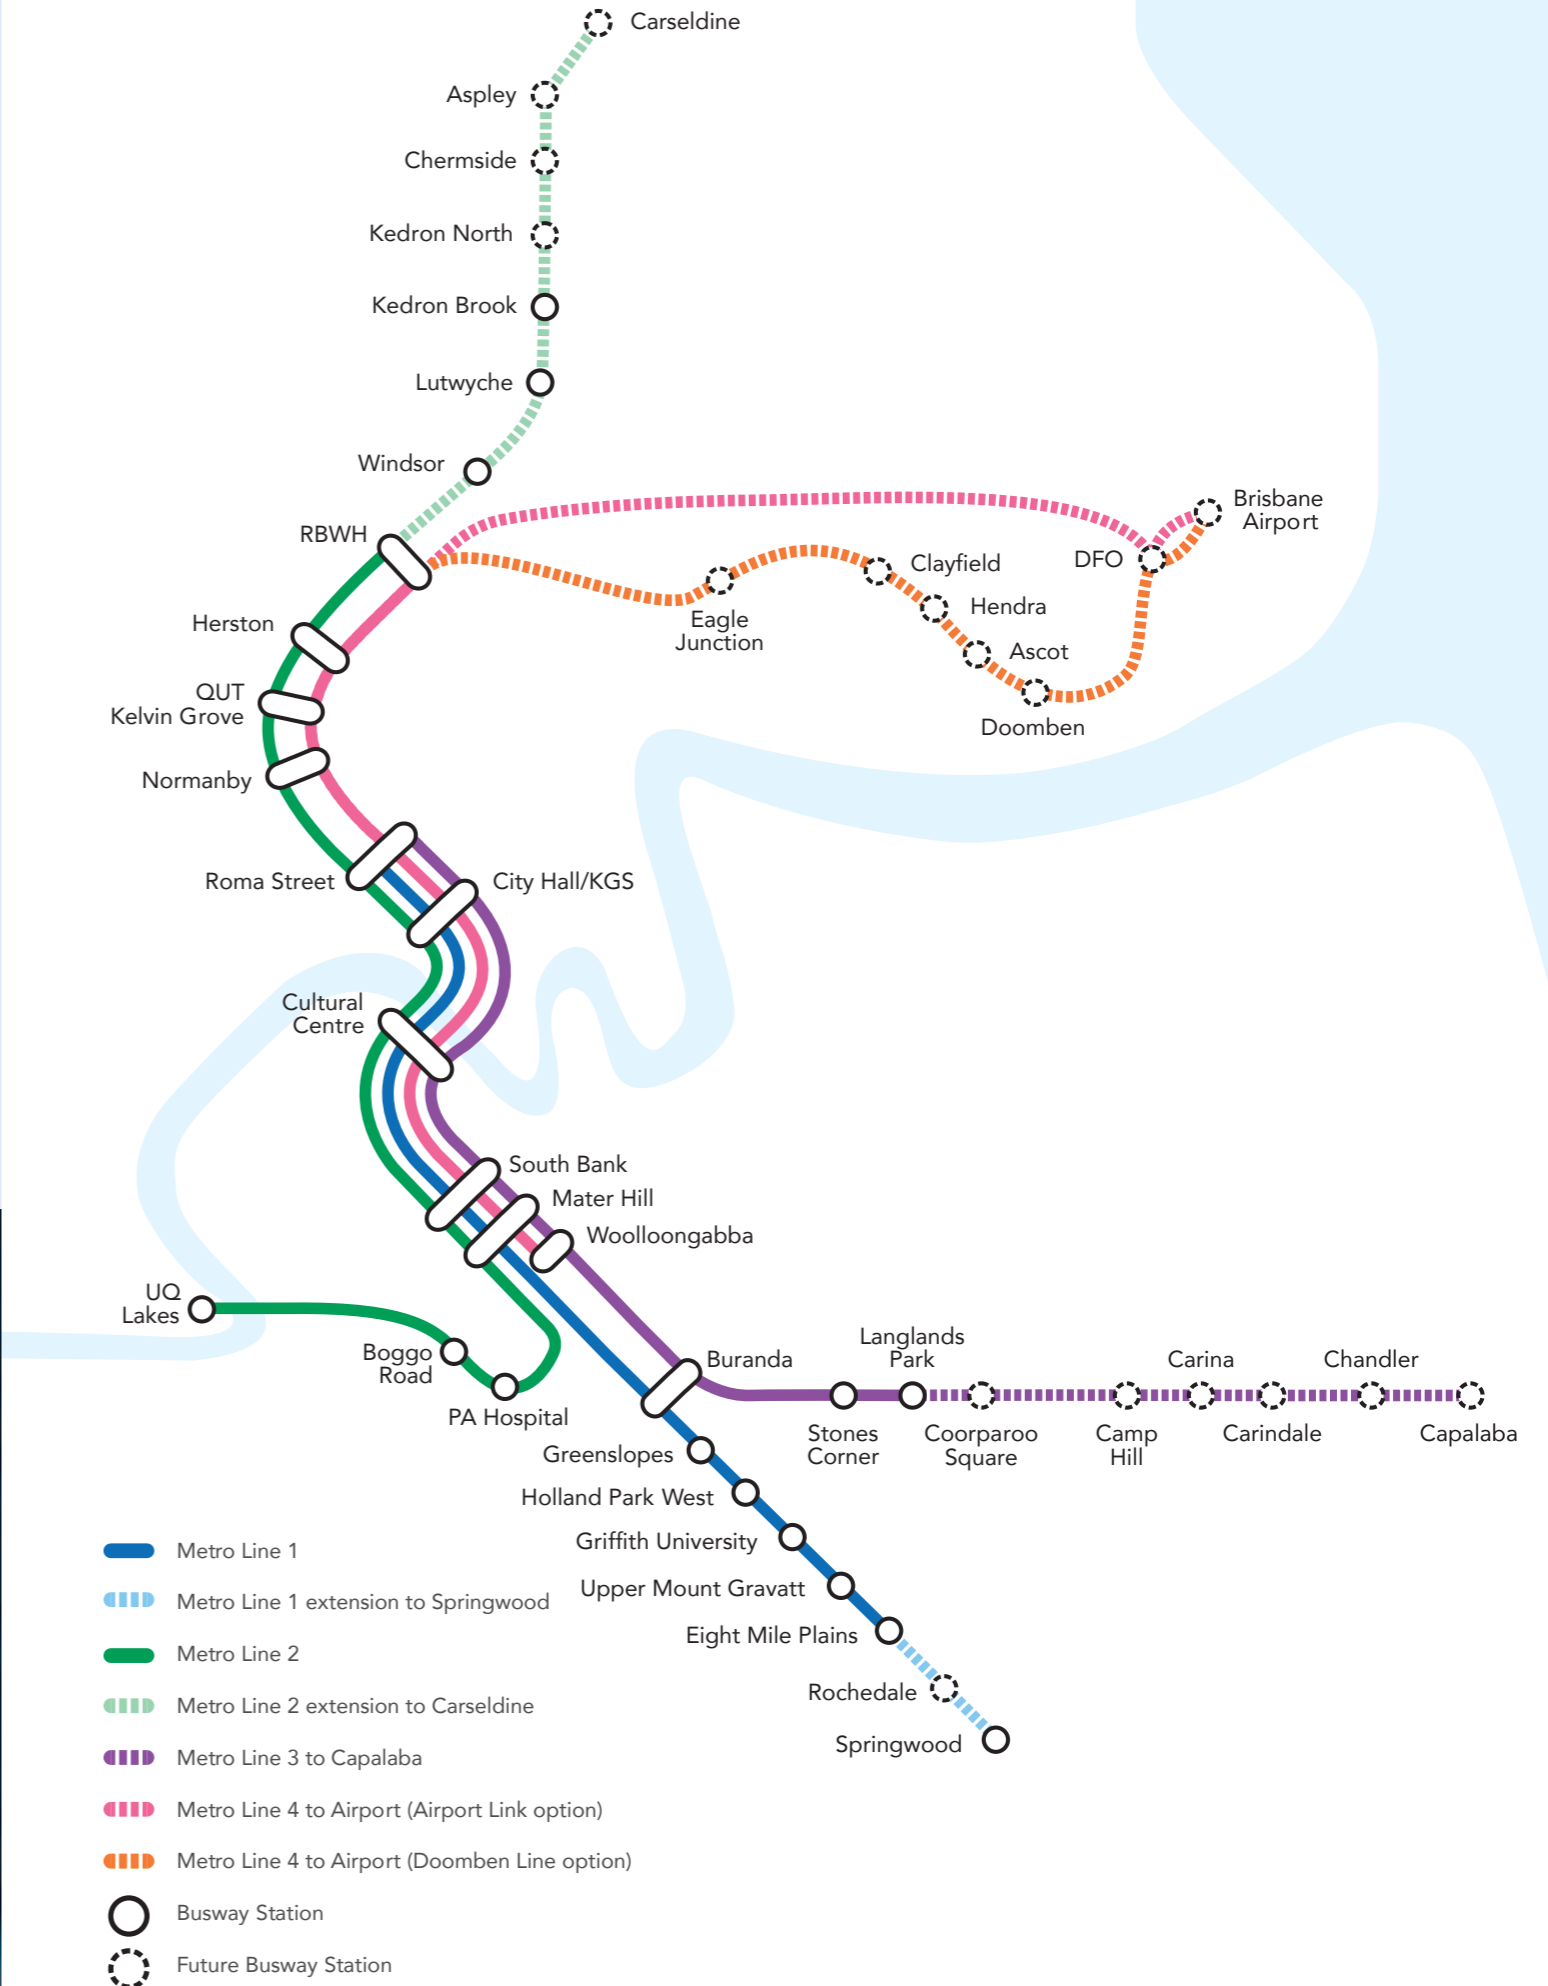 Carseldine
Aspley
Chermside
Kedron North
Kedron Brook
Lutwyche
Windsor
RBWH
Brisbane
Airport
DFO
Clayfield
Eagle
Junction
Hendra
Ascot
Doomben
Herston
QUT
Kelvin Grove
Normanby
Roma Street
City Hall/KGS
Cultural
Centre
South Bank
Mater Hill
Woolloongabba
UQ
Lakes
Boggo
Road
PA Hospital
Buranda
Langlands
Park
Carina
Chandler
Stones
Corner
Coorparoo
Square
Camp
Hill
Carindale
Capalaba
Greenslopes
Holland Park West
Griffith University
Upper Mount Gravatt
Eight Mile Plains
Rochedale
Springwood
Metro Line 1
Metro Line 1 extension to Springwood
Metro Line 2
Metro Line 2 extension to Carseldine
Metro Line 3 to Capalaba
Metro Line 4 to Airport (Airport Link option)
Metro Line 4 to Airport (Doomben Line option)
Busway Station
Future Busway Station